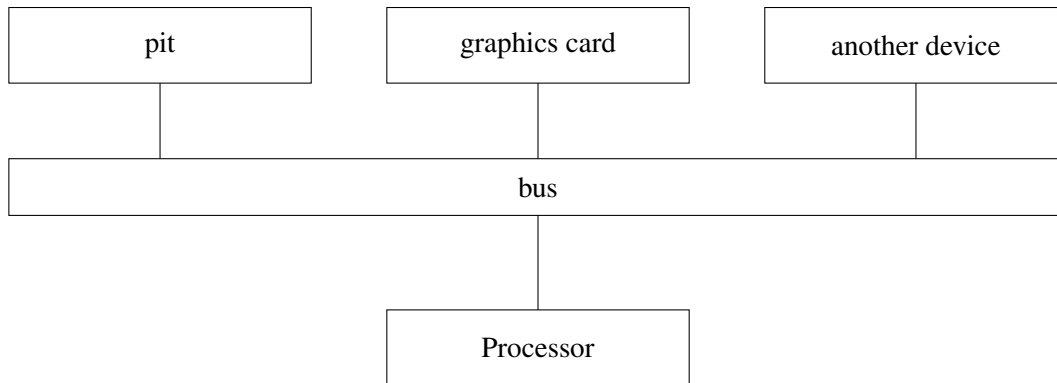 pit
graphics card
another device
bus
Processor